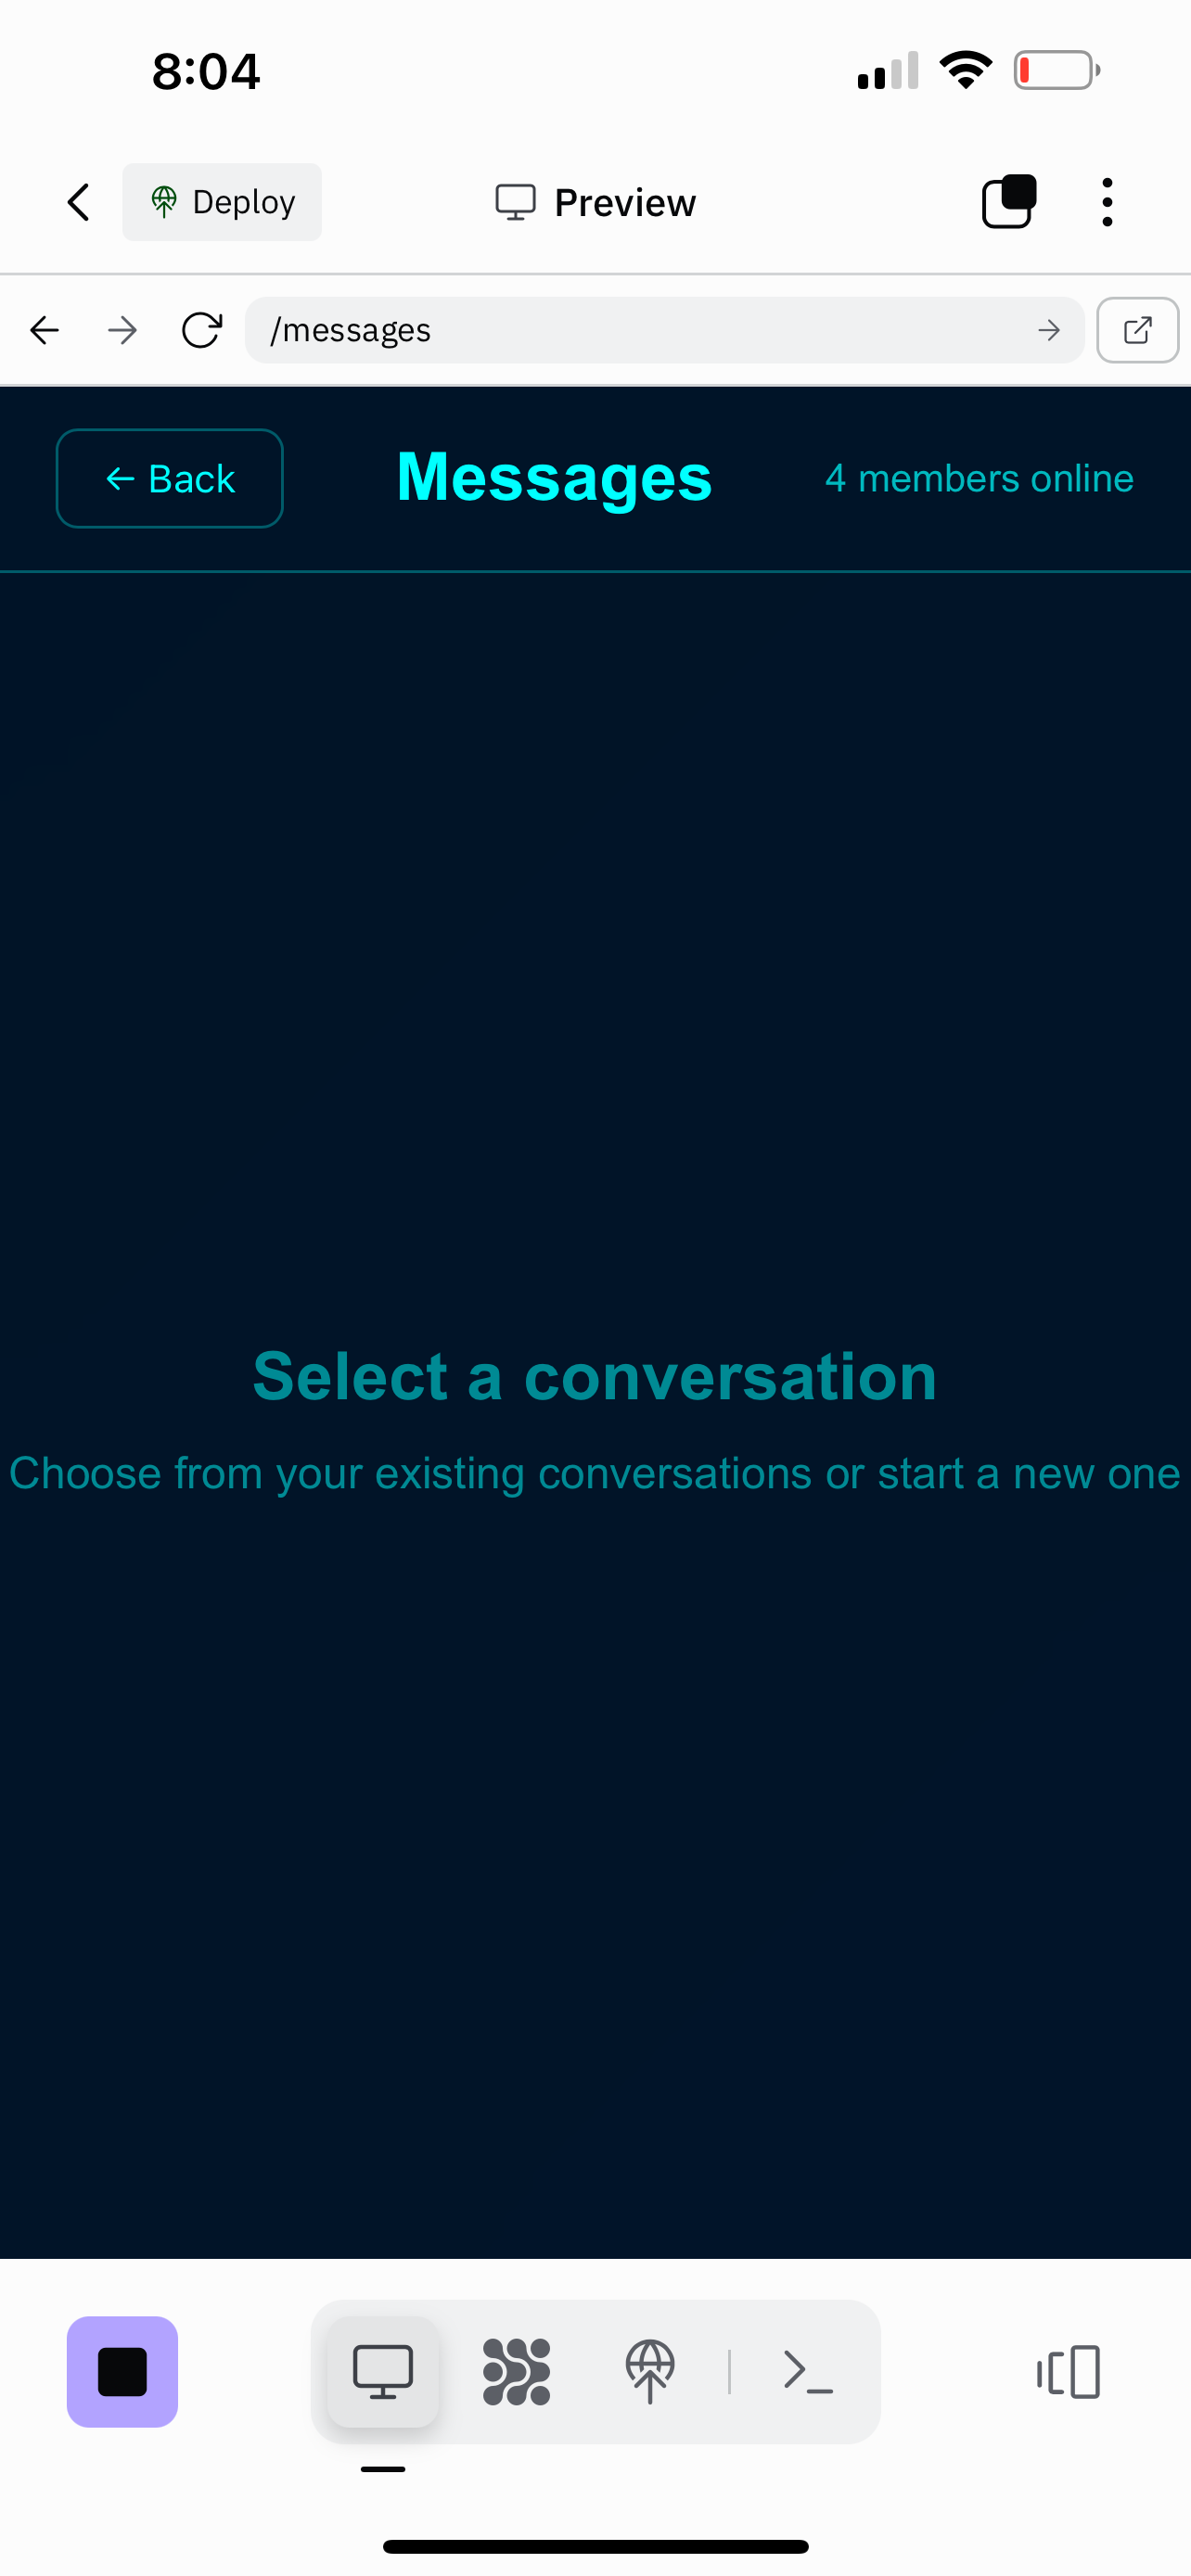 8:04
Deploy
Preview
/messages
← Back
Messages
4 members online
Select a conversation
Choose from your existing conversations or start a new one